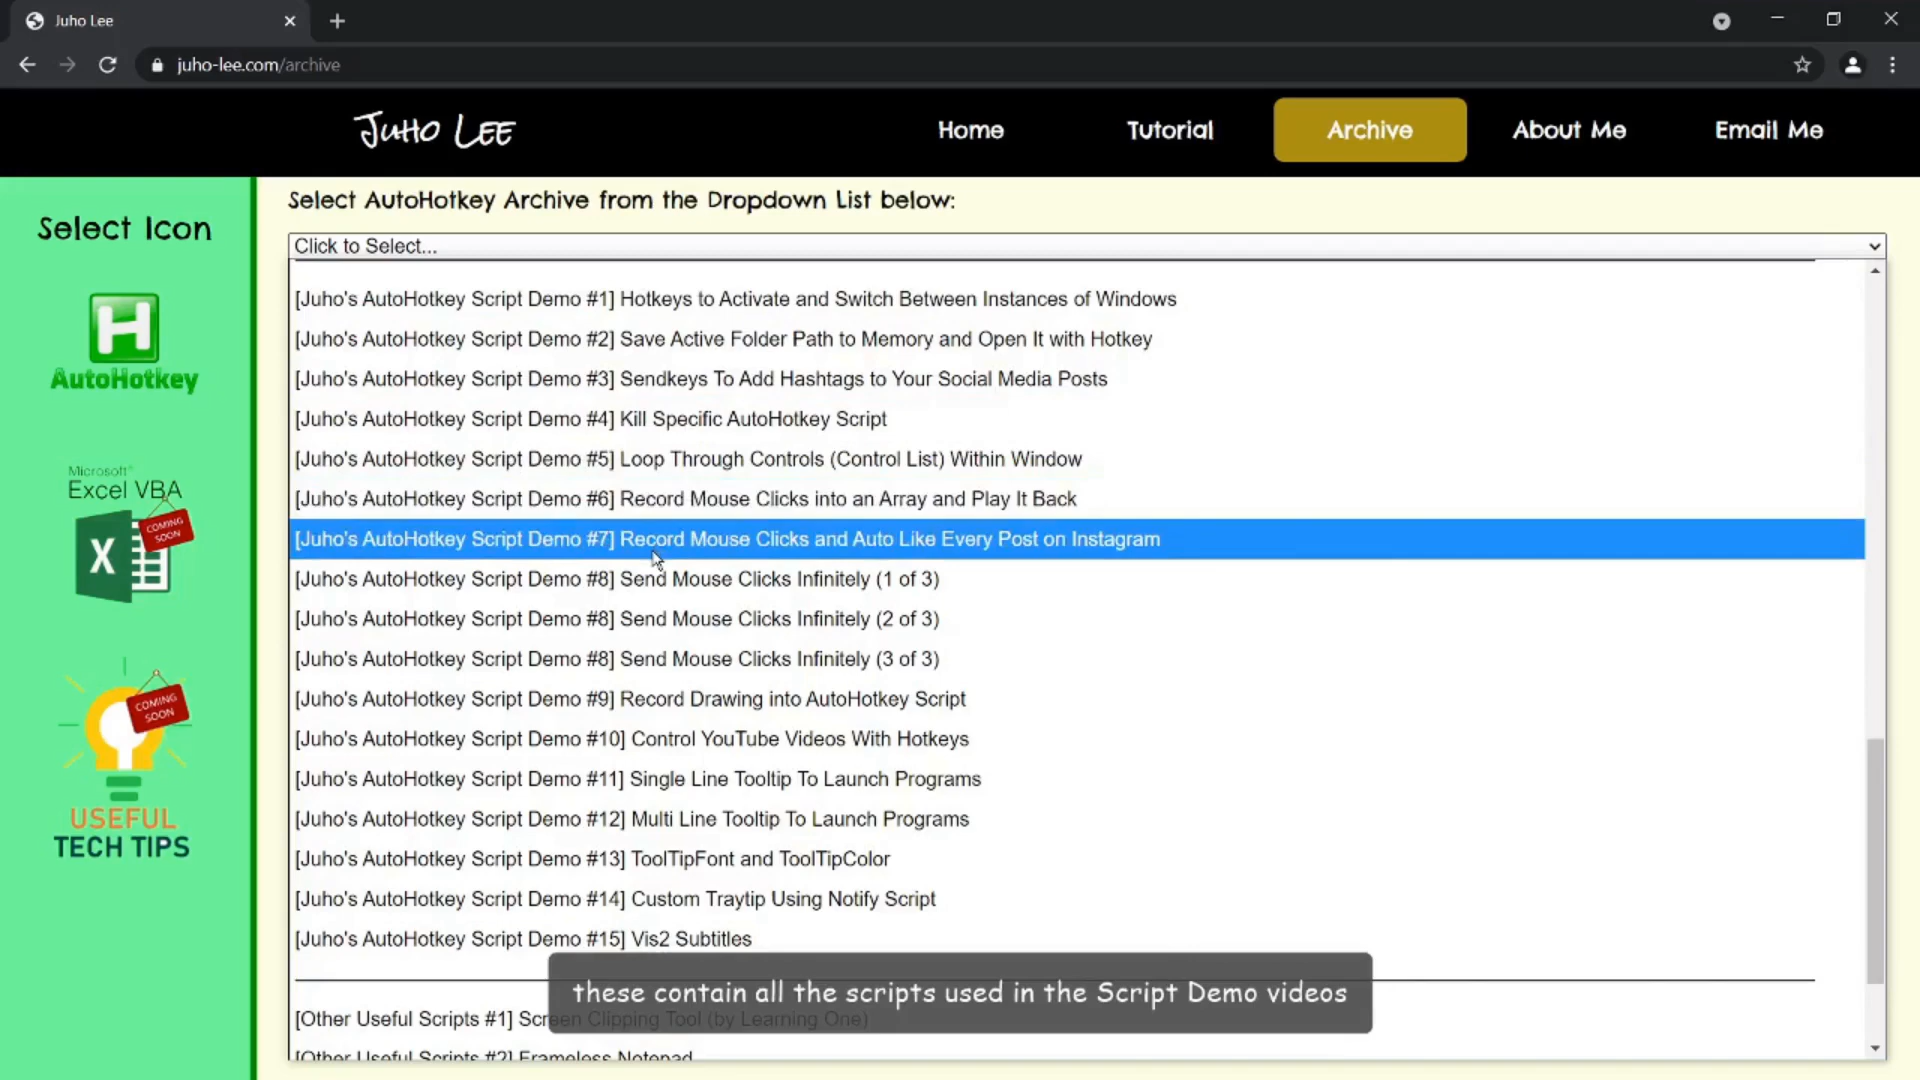 Juho Lee
juho-lee.com/archive
Juho Lee
Home
Tutorial
Archive
About Me
Email Me
Select Icon
AutoHotkey
Microsoft®
Excel VBA
COMING
SOON
COMING
SOON
USEFUL
TECH TIPS
Select AutoHotkey Archive from the Dropdown List below:
Click to Select...
[Juho's AutoHotkey Script Demo #1] Hotkeys to Activate and Switch Between Instances of Windows
[Juho's AutoHotkey Script Demo #2] Save Active Folder Path to Memory and Open It with Hotkey
[Juho's AutoHotkey Script Demo #3] Sendkeys To Add Hashtags to Your Social Media Posts
[Juho's AutoHotkey Script Demo #4] Kill Specific AutoHotkey Script
[Juho's AutoHotkey Script Demo #5] Loop Through Controls (Control List) Within Window
[Juho's AutoHotkey Script Demo #6] Record Mouse Clicks into an Array and Play It Back
[Juho's AutoHotkey Script Demo #7] Record Mouse Clicks and Auto Like Every Post on Instagram
[Juho's AutoHotkey Script Demo #8] Send Mouse Clicks Infinitely (1 of 3)
[Juho's AutoHotkey Script Demo #8] Send Mouse Clicks Infinitely (2 of 3)
[Juho's AutoHotkey Script Demo #8] Send Mouse Clicks Infinitely (3 of 3)
[Juho's AutoHotkey Script Demo #9] Record Drawing into AutoHotkey Script
[Juho's AutoHotkey Script Demo #10] Control YouTube Videos With Hotkeys
[Juho's AutoHotkey Script Demo #11] Single Line Tooltip To Launch Programs
[Juho's AutoHotkey Script Demo #12] Multi Line Tooltip To Launch Programs
[Juho's AutoHotkey Script Demo #13] ToolTipFont and ToolTipColor
[Juho's AutoHotkey Script Demo #14] Custom Traytip Using Notify Script
[Juho's AutoHotkey Script Demo #15] Vis2 Subtitles
these contain all the scripts used in the Script Demo videos
[Other Useful Scripts #1] Screen Clipping Tool (by Learning One)
[Other Useful Scripts #2] Frameless Notepad